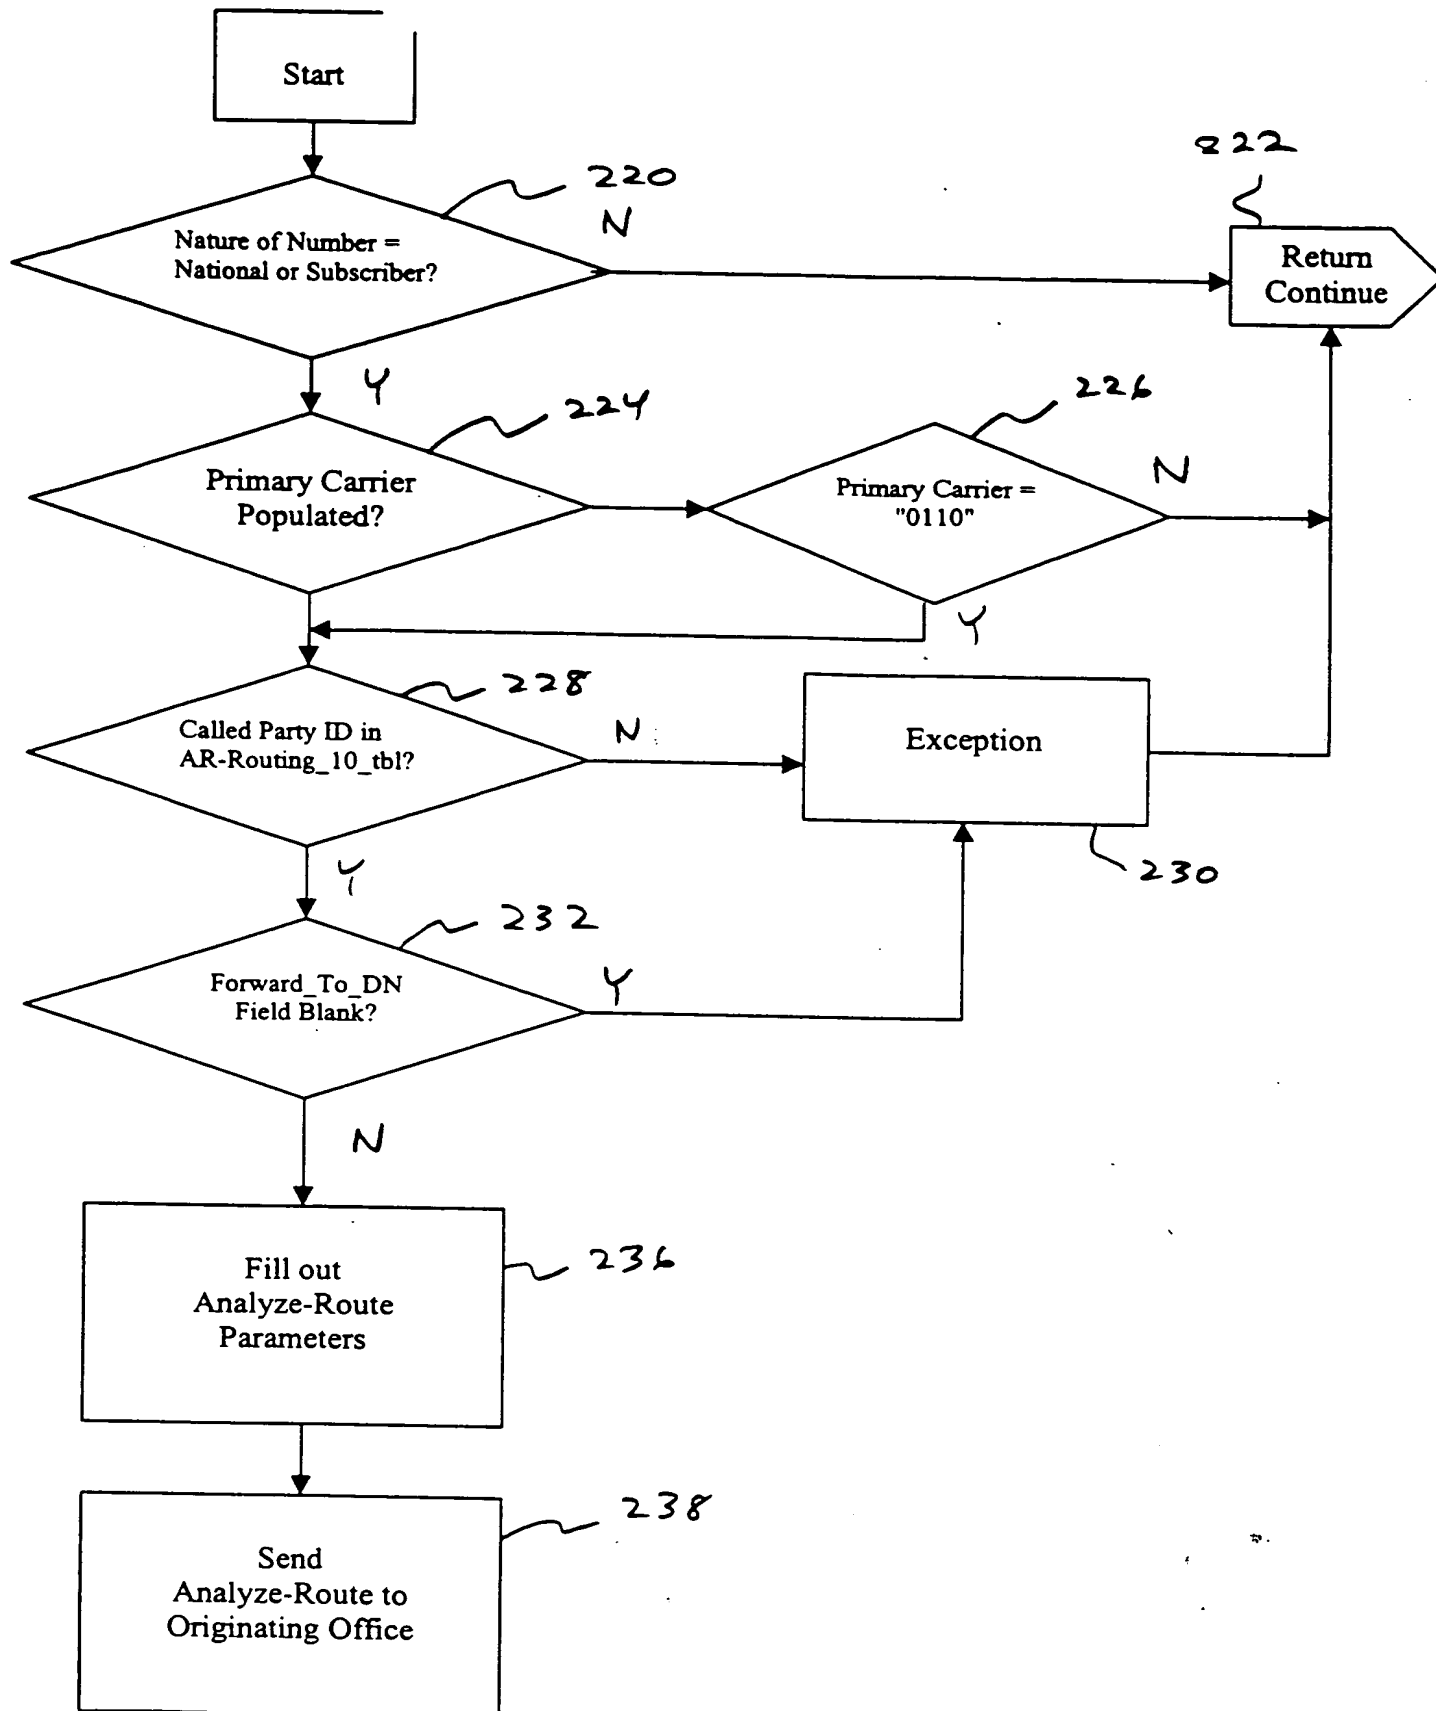 Start
220
822
Nature of Number =
National or Subscriber?
N
Return
Continue
Y
224
226
Primary Carrier
Populated?
Primary Carrier =
"0110"
N
Y
228
Called Party ID in
AR-Routing_10_tbl?
N
Exception
Y
230
232
Forward_To_DN
Field Blank?
Y
N
236
Fill out
Analyze-Route
Parameters
238
Send
Analyze-Route to
Originating Office